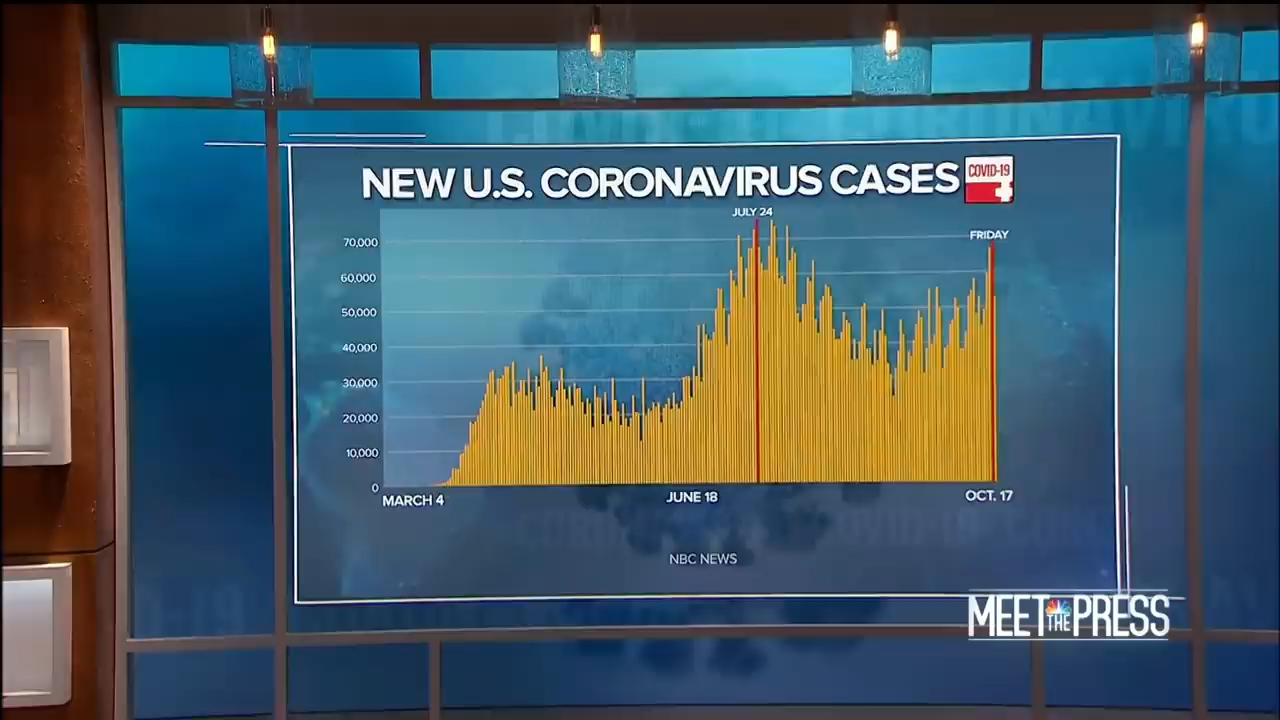 NEW U.S. CORONAVIRUS CASES
COVID-19
JULY 24
FRIDAY
70,000
60,000
50,000
40,000
30,000
20,000
10,000
0
MARCH 4
JUNE 18
OCT. 17
NBC NEWS
MEET THE PRESS